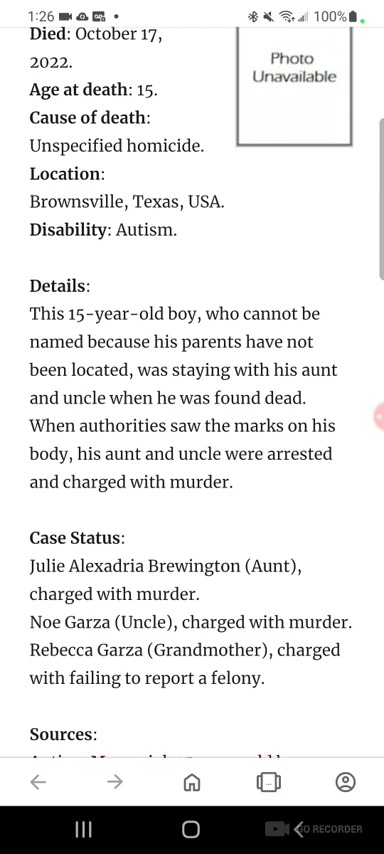 1:26 100%
Died: October 17,
2022.
Photo
Unavailable
Age at death: 15.
Cause of death:
Unspecified homicide.
Location:
Brownsville, Texas, USA.
Disability: Autism.
Details:
This 15-year-old boy, who cannot be
named because his parents have not
been located, was staying with his aunt
and uncle when he was found dead.
When authorities saw the marks on his
body, his aunt and uncle were arrested
and charged with murder.
Case Status:
Julie Alexadria Brewington (Aunt),
charged with murder.
Noe Garza (Uncle), charged with murder.
Rebecca Garza (Grandmother), charged
with failing to report a felony.
Sources:
GO RECORDER